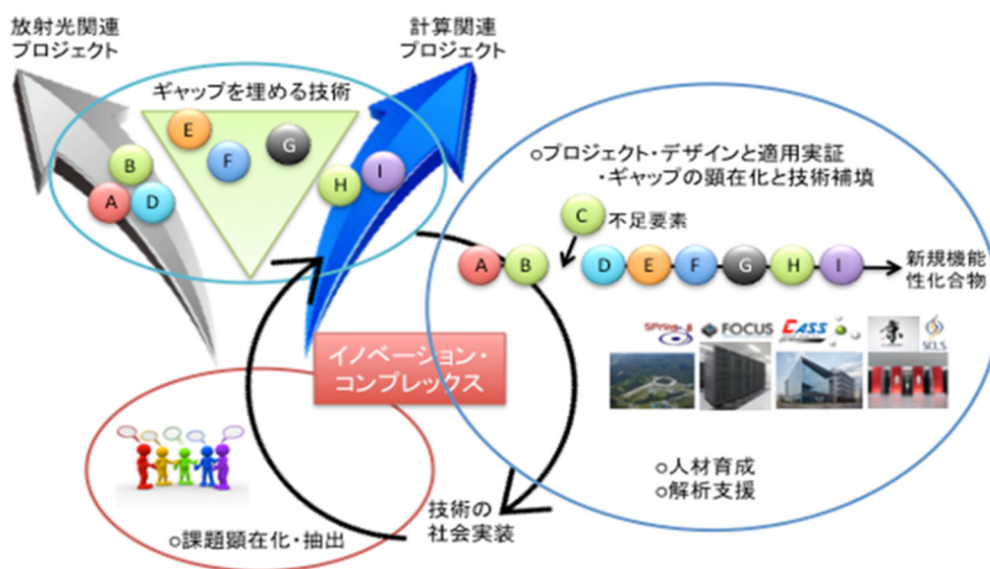 放射光関連
プロジェクト
計算関連
プロジェクト
ギャップを埋める技術
E
F
G
B
A
D
H
I
○プロジェクト・デザインと適用実証
・ギャップの顕在化と技術補填
C
不足要素
A
B
D
E
F
G
H
I
新規機能
性化合物
SPring-8
FOCUS
CASS
京
SCLS
イノベーション・
コンプレックス
○人材育成
○解析支援
技術の
社会実装
○課題顕在化・抽出